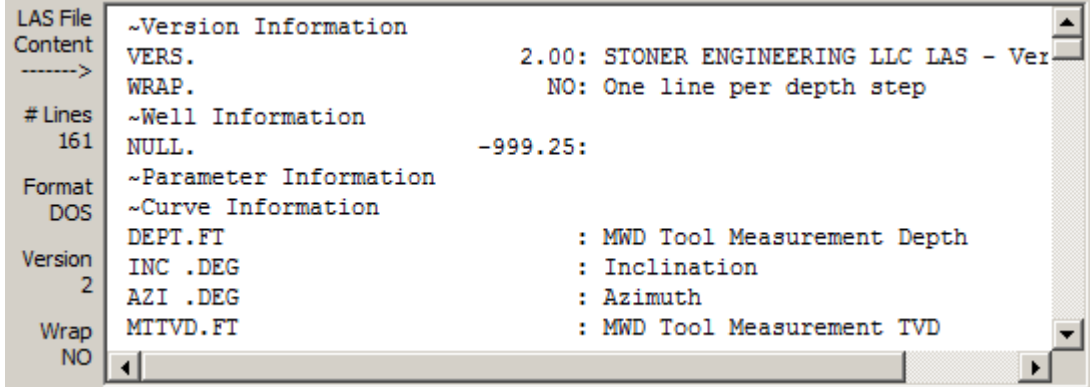 LAS File
Content
------->
# Lines
161
Format
DOS
Version
2
Wrap
NO
~Version Information
VERS.                        2.00: STONER ENGINEERING LLC LAS - Ver
WRAP.                          NO: One line per depth step
~Well Information
NULL.                     -999.25:
~Parameter Information
~Curve Information
DEPT.FT                          : MWD Tool Measurement Depth
INC .DEG                         : Inclination
AZI .DEG                         : Azimuth
MTTVD.FT                         : MWD Tool Measurement TVD